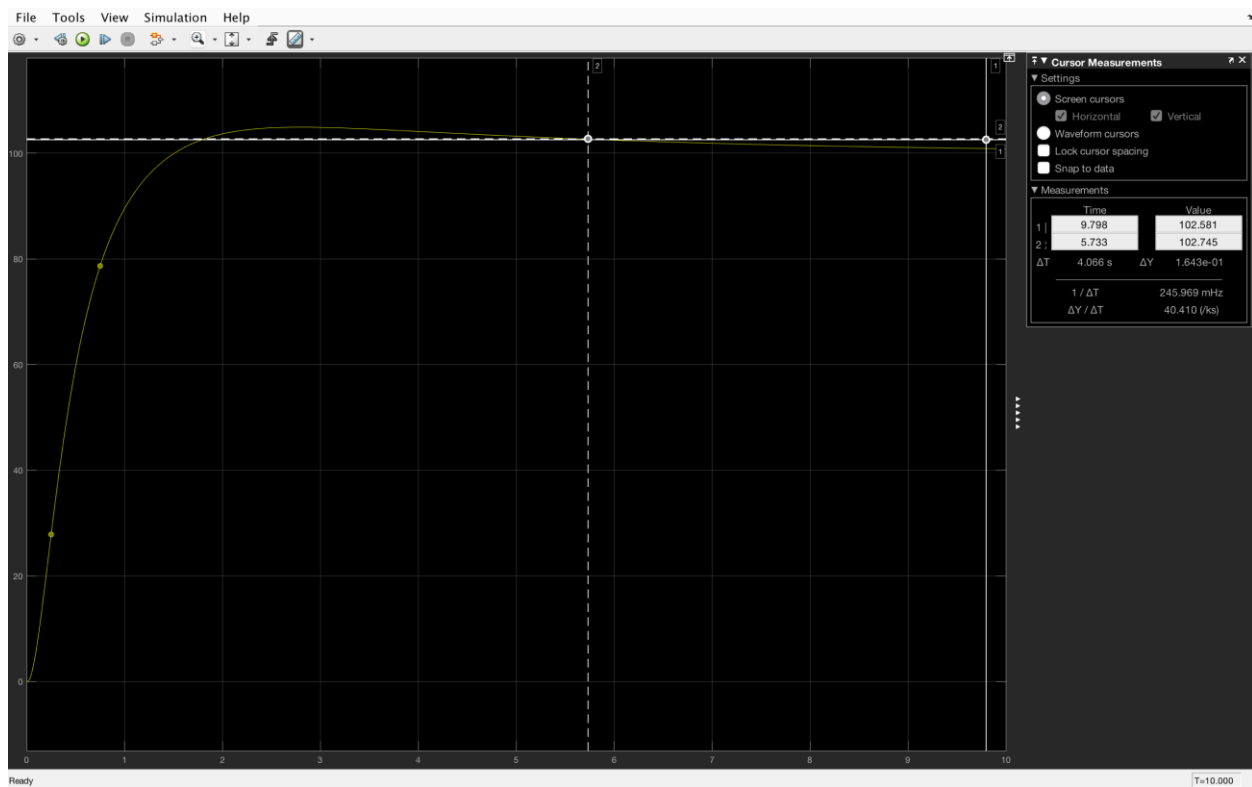 File Tools View Simulation Help
2
1
Cursor Measurements
Settings
Screen cursors
Horizontal Vertical
Waveform cursors
Lock cursor spacing
Snap to data
Measurements
Time Value
1 | 9.798 102.581
2 : 5.733 102.745
ΔT 4.066 s ΔY 1.643e-01
1 / ΔT 245.969 mHz
ΔY / ΔT 40.410 (/ks)
2
1
100
80
60
40
20
0
0 1 2 3 4 5 6 7 8 9 10
Ready T=10.000